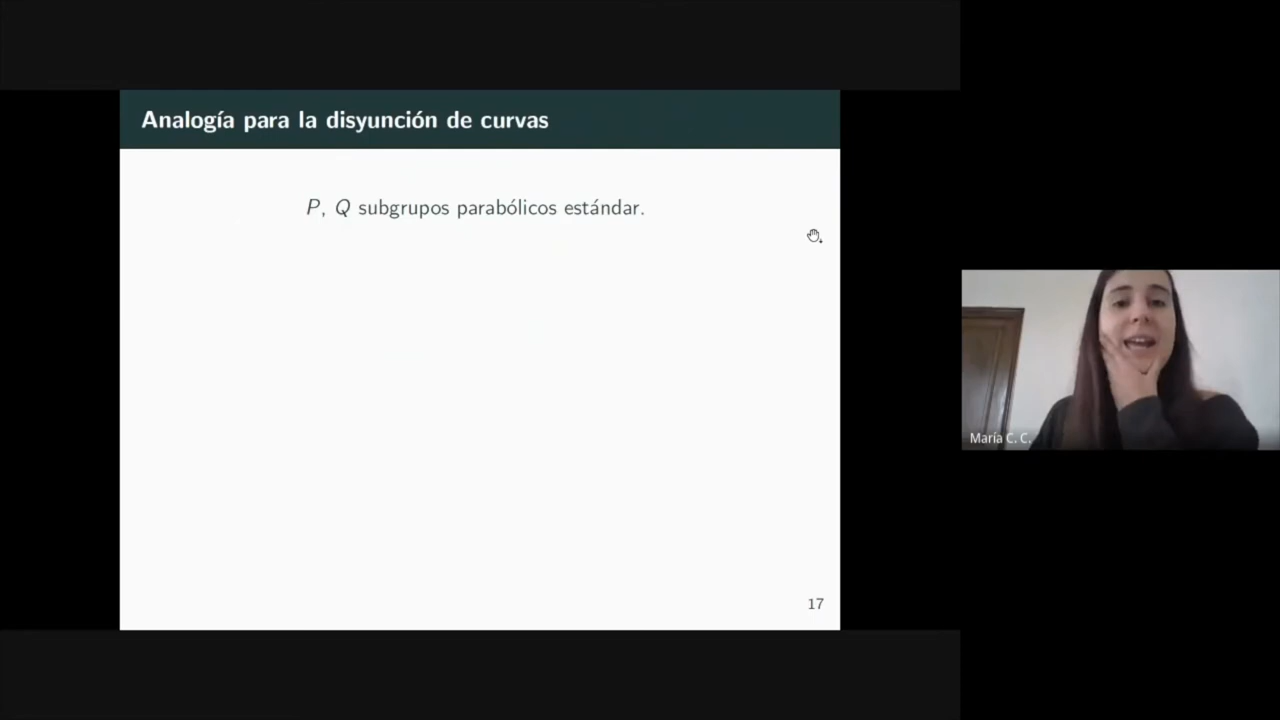 Analogía para la disyunción de curvas
P, Q subgrupos parabólicos estándar.
María C. C.
17